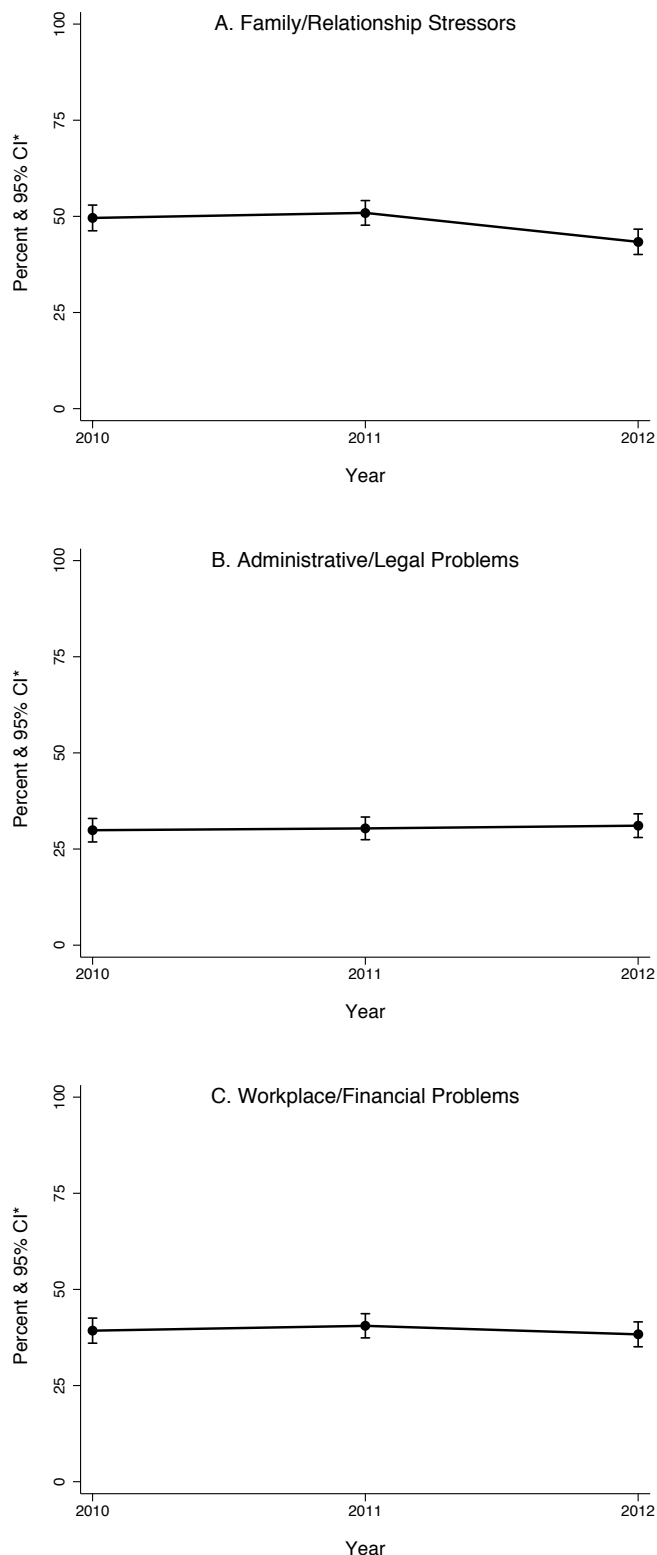 A. Family/Relationship Stressors
100
75
50
25
0
Percent & 95% CI*
2010 2011 2012
Year
B. Administrative/Legal Problems
100
75
50
25
0
Percent & 95% CI*
2010 2011 2012
Year
C. Workplace/Financial Problems
100
75
50
25
0
Percent & 95% CI*
2010 2011 2012
Year